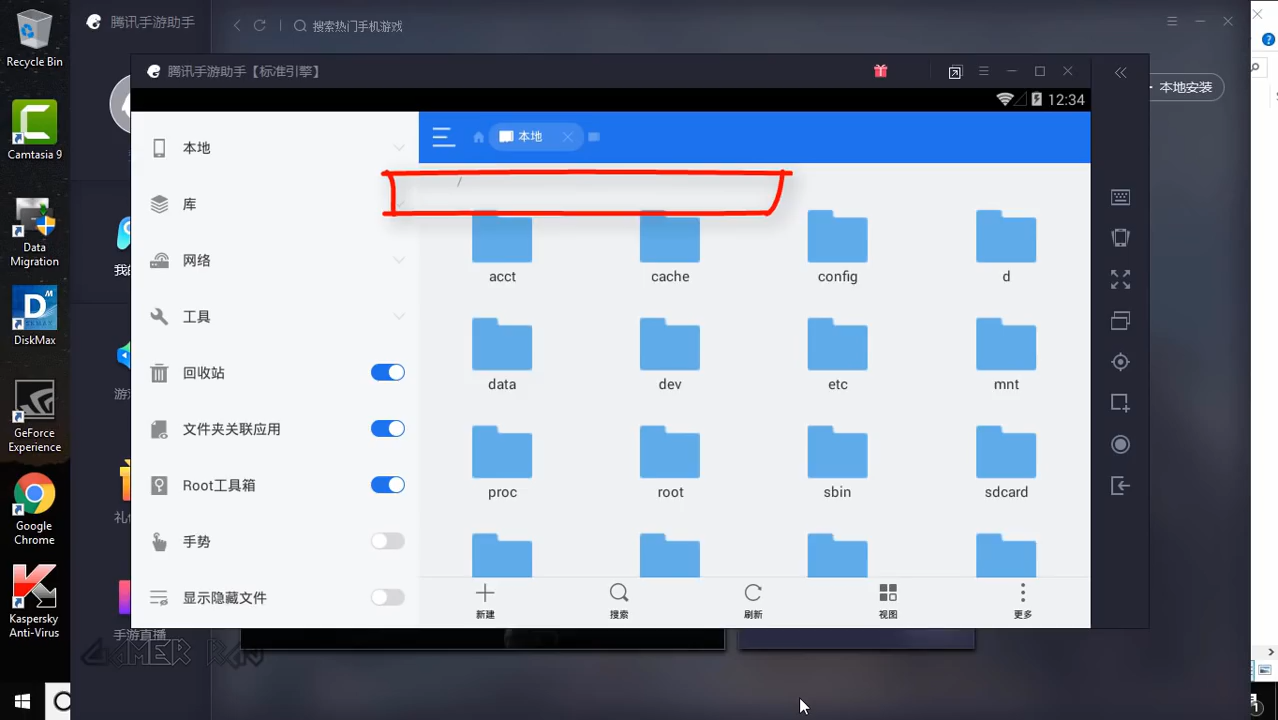 Recycle Bin
Camtasia 9
Data
Migration
DiskMax
GeForce
Experience
Google
Chrome
Kaspersky
Anti-Virus
腾讯手游助手
搜索热门手机游戏
本地安装
腾讯手游助手【标准引擎】
12:34
本地
库
网络
工具
回收站
文件夹关联应用
Root工具箱
手势
显示隐藏文件
本地
/
acct
cache
config
d
data
dev
etc
mnt
proc
root
sbin
sdcard
新建
搜索
刷新
视图
更多
手游直播